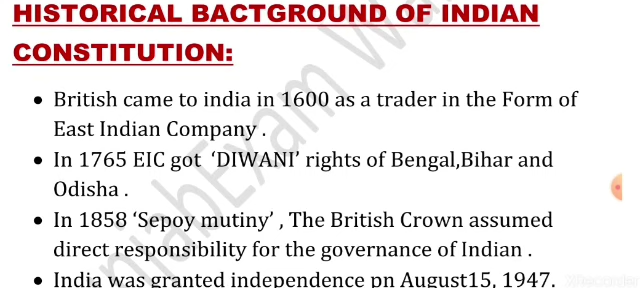 HISTORICAL BACTGROUND OF INDIAN
CONSTITUTION:
• British came to india in 1600 as a trader in the Form of
East Indian Company .
• In 1765 EIC got ‘DIWANI’ rights of Bengal,Bihar and
Odisha .
• In 1858 ‘Sepoy mutiny’ , The British Crown assumed
direct responsibility for the governance of Indian .
• India was granted independence pn August15, 1947.